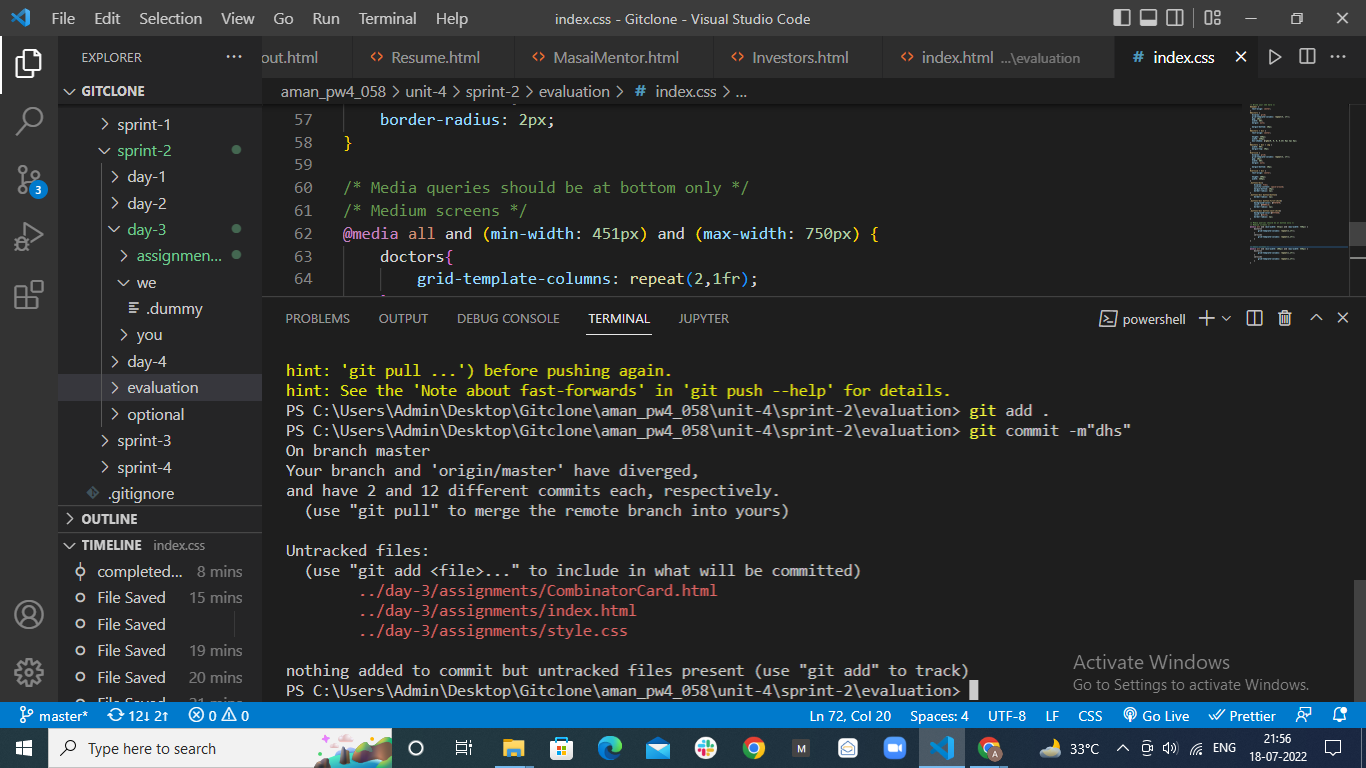 File Edit Selection View Go Run Terminal Help index.css - Gitclone - Visual Studio Code
EXPLORER
out.html Resume.html MasaiMentor.html Investors.html index.html ...\evaluation # index.css
GITCLONE
aman_pw4_058 > unit-4 > sprint-2 > evaluation > # index.css > ...
sprint-1
sprint-2
day-1
day-2
day-3
assignmen...
we
.dummy
you
day-4
evaluation
optional
sprint-3
sprint-4
.gitignore
OUTLINE
TIMELINE index.css
completed... 8 mins
File Saved 15 mins
File Saved
File Saved 19 mins
File Saved 20 mins
3
57 border-radius: 2px;
58 }
59
60 /* Media queries should be at bottom only */
61 /* Medium screens */
62 @media all and (min-width: 451px) and (max-width: 750px) {
63 doctors{
64 grid-template-columns: repeat(2,1fr);
PROBLEMS OUTPUT DEBUG CONSOLE TERMINAL JUPYTER powershell
hint: 'git pull ...') before pushing again.
hint: See the 'Note about fast-forwards' in 'git push --help' for details.
PS C:\Users\Admin\Desktop\Gitclone\aman_pw4_058\unit-4\sprint-2\evaluation> git add .
PS C:\Users\Admin\Desktop\Gitclone\aman_pw4_058\unit-4\sprint-2\evaluation> git commit -m"dhs"
On branch master
Your branch and 'origin/master' have diverged,
and have 2 and 12 different commits each, respectively.
(use "git pull" to merge the remote branch into yours)
Untracked files:
(use "git add <file>..." to include in what will be committed)
../day-3/assignments/CombinatorCard.html
../day-3/assignments/index.html
../day-3/assignments/style.css
nothing added to commit but untracked files present (use "git add" to track)
PS C:\Users\Admin\Desktop\Gitclone\aman_pw4_058\unit-4\sprint-2\evaluation>
Activate Windows
Go to Settings to activate Windows.
master* 12↓ 2↑ 0 0 Ln 72, Col 20 Spaces: 4 UTF-8 LF CSS Go Live Prettier
Type here to search M 33°C ENG 21:56
18-07-2022